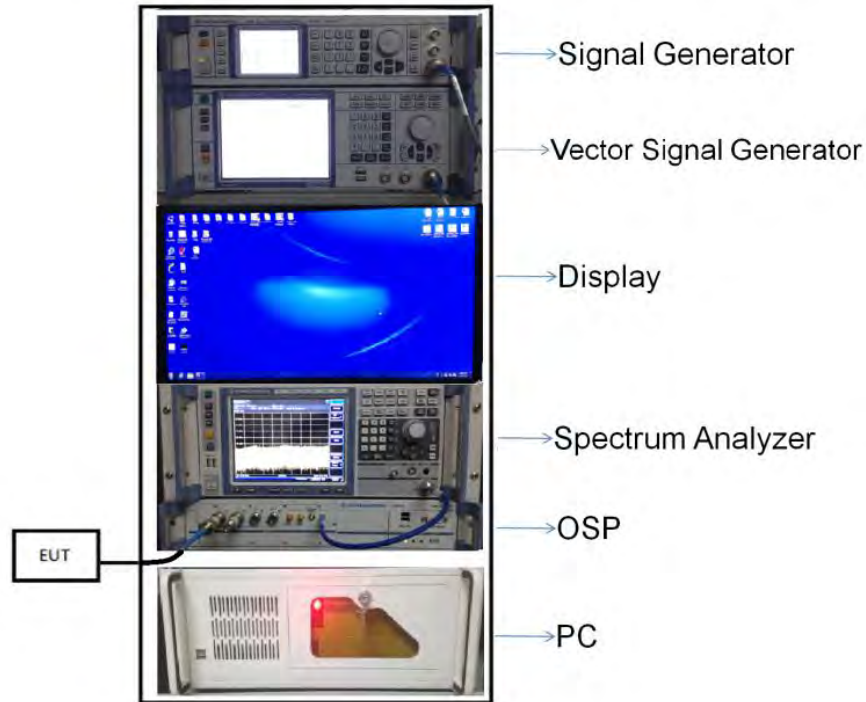 Signal Generator
Vector Signal Generator
Display
Spectrum Analyzer
OSP
EUT
PC